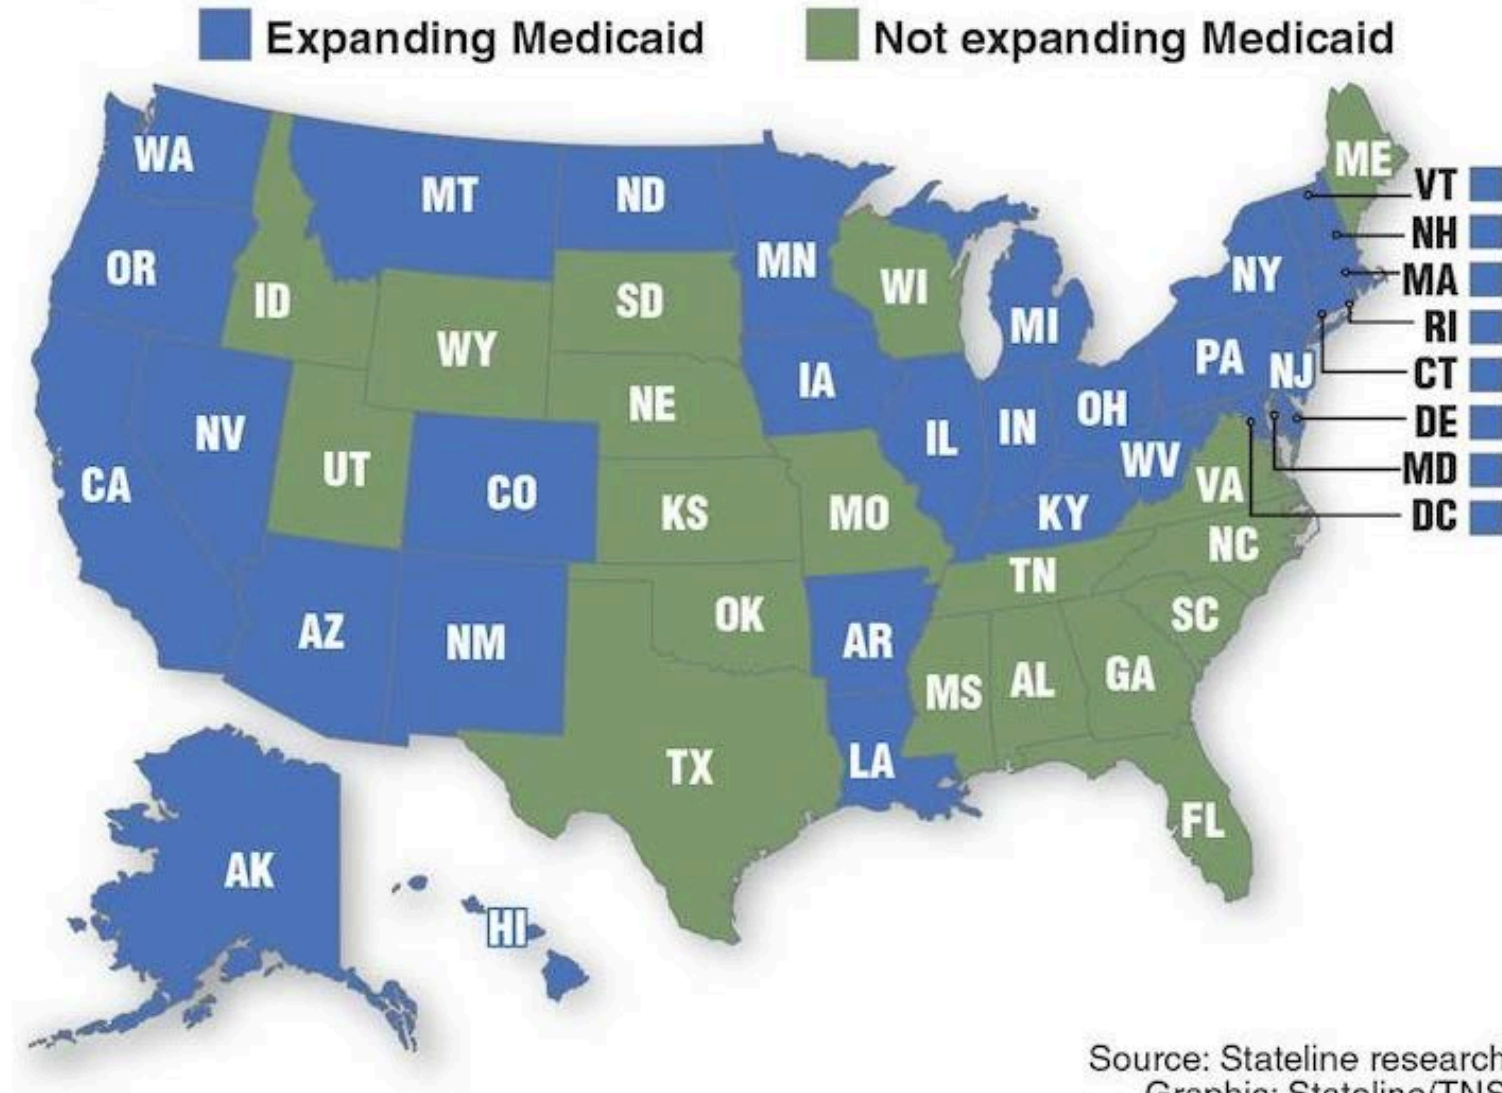 Expanding Medicaid
Not expanding Medicaid
WA
MT
ND
ME
VT
OR
MN
NH
ID
SD
WI
NY
MA
WY
MI
RI
PA
NJ
CT
IA
NE
OH
DE
NV
IL
IN
WV
MD
CA
UT
CO
KS
MO
KY
VA
DC
NC
TN
AZ
NM
OK
AR
SC
MS
AL
GA
TX
LA
FL
AK
HI
Source: Stateline research
Graphic: Stateline/TNS